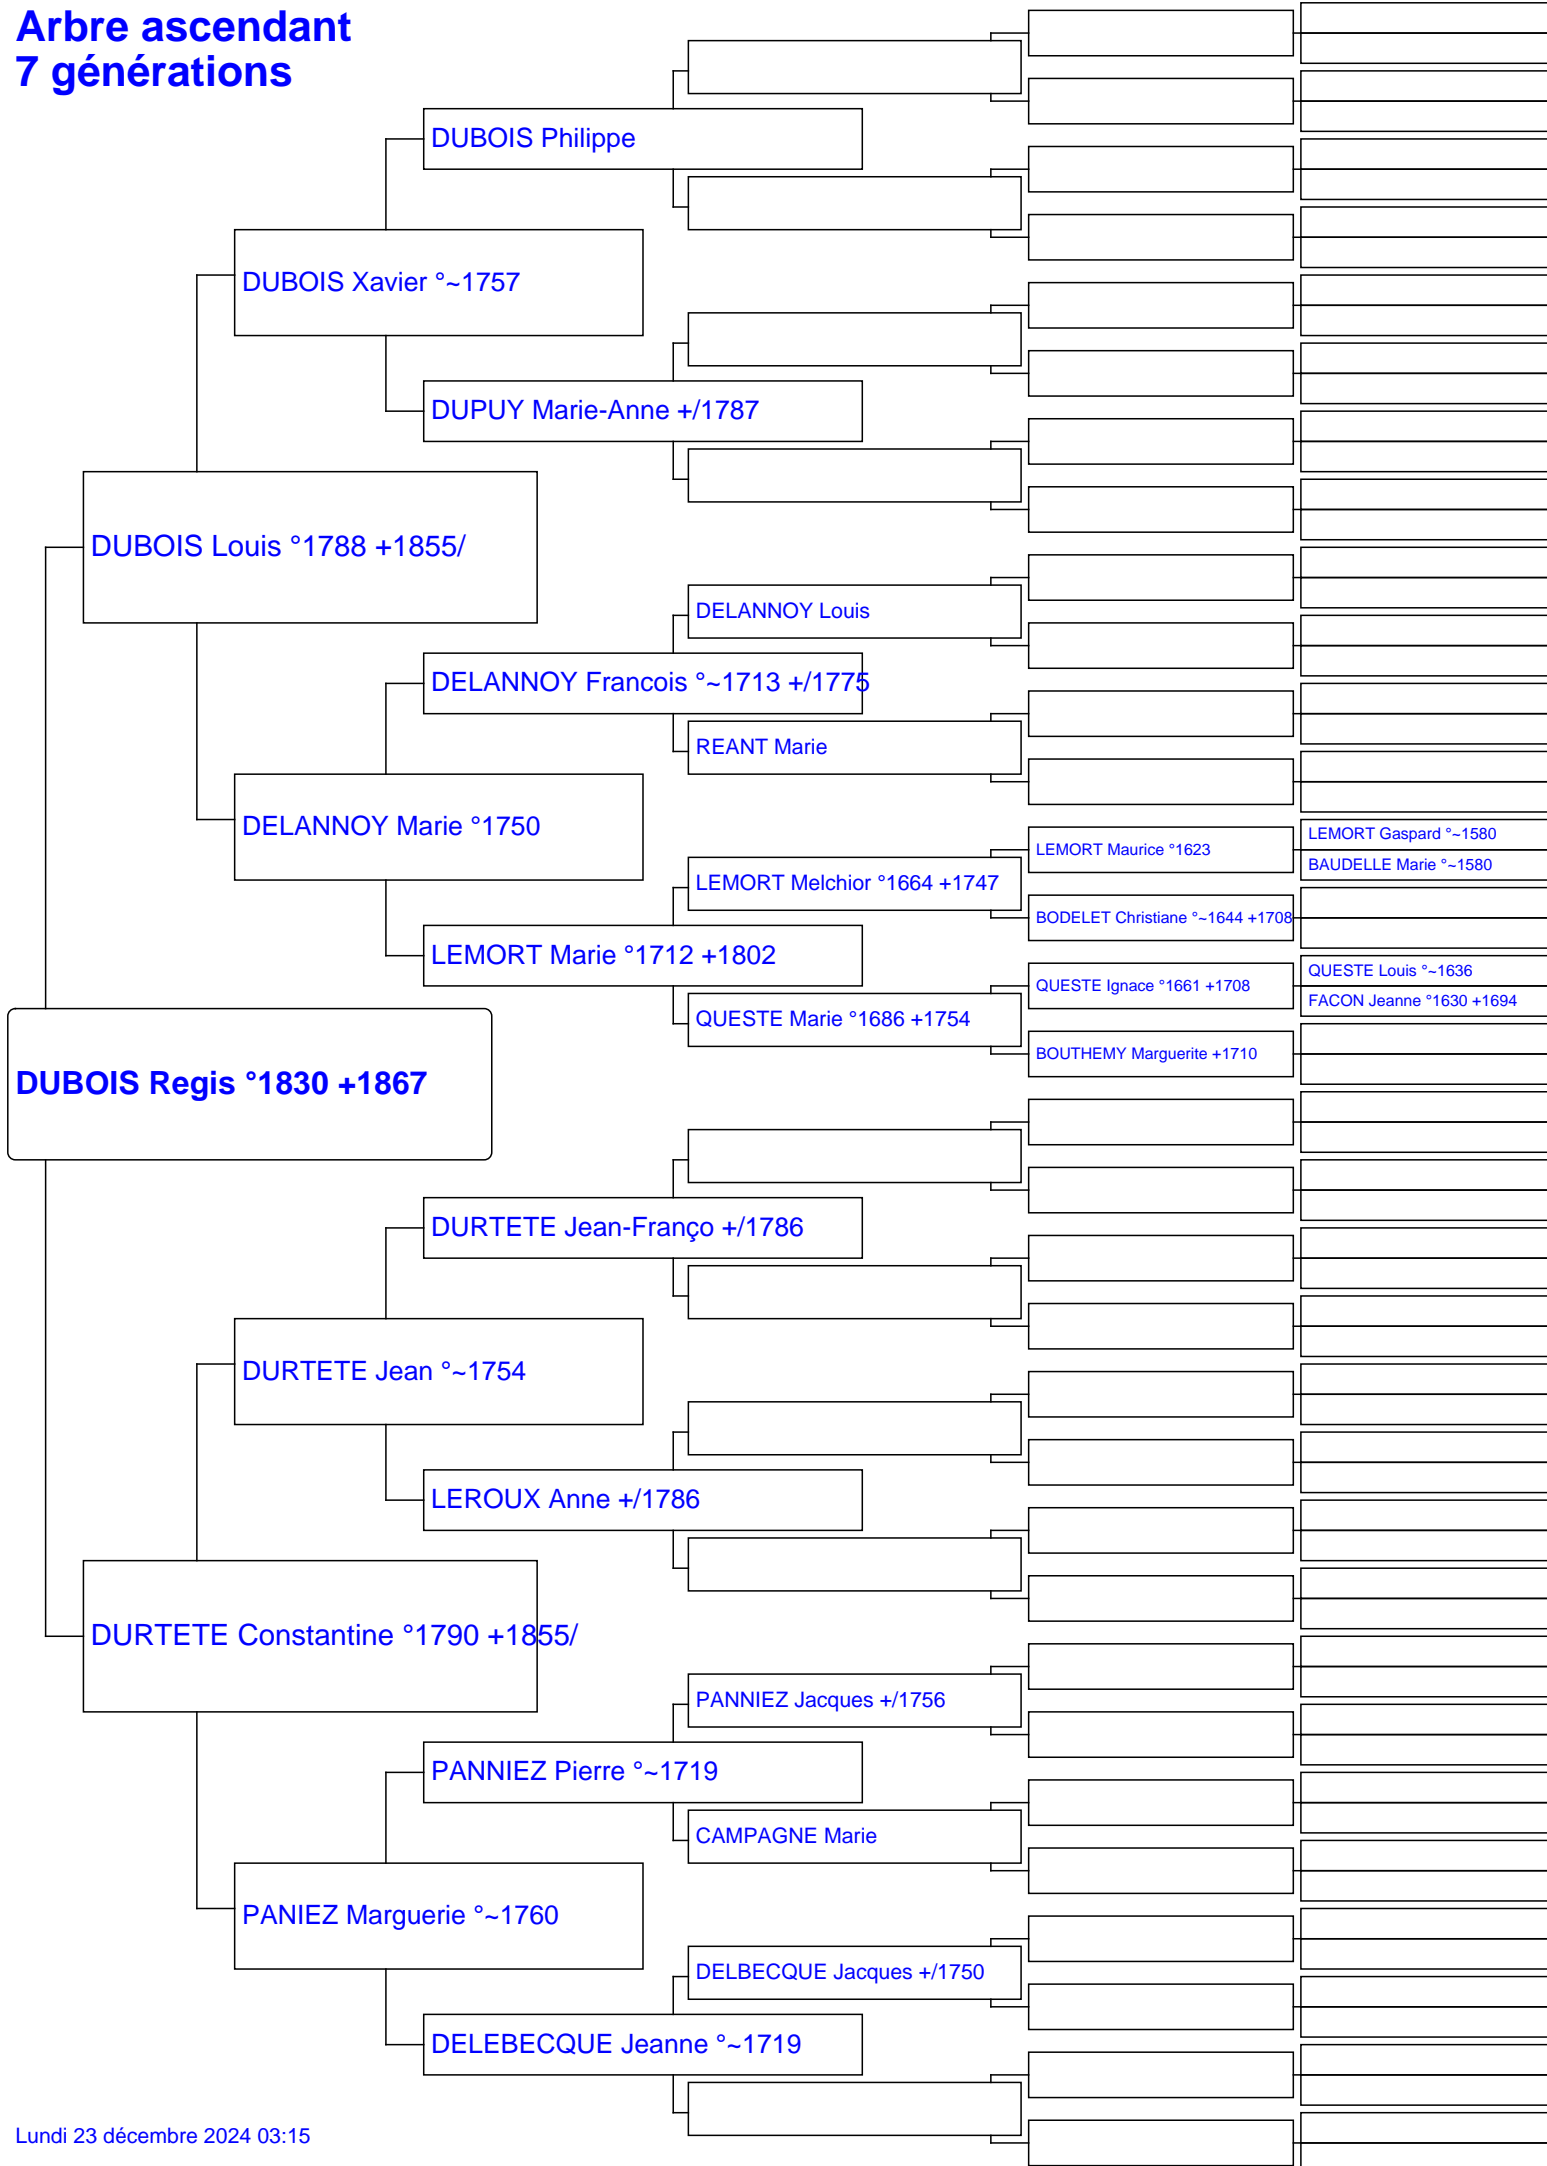 Arbre ascendant
7 générations
DUBOIS Philippe
DUBOIS Xavier °~1757
DUPUY Marie-Anne +/1787
DUBOIS Louis °1788 +1855/
DELANNOY Louis
DELANNOY Francois °~1713 +/1775
REANT Marie
DELANNOY Marie °1750
LEMORT Gaspard °~1580
LEMORT Maurice °1623
BAUDELLE Marie °~1580
LEMORT Melchior °1664 +1747
BODELET Christiane °~1644 +1708
LEMORT Marie °1712 +1802
QUESTE Louis °~1636
QUESTE Ignace °1661 +1708
FACON Jeanne °1630 +1694
QUESTE Marie °1686 +1754
BOUTHEMY Marguerite +1710
DUBOIS Regis °1830 +1867
DURTETE Jean-Franço +/1786
DURTETE Jean °~1754
LEROUX Anne +/1786
DURTETE Constantine °1790 +1855/
PANNIEZ Jacques +/1756
PANNIEZ Pierre °~1719
CAMPAGNE Marie
PANIEZ Marguerie °~1760
DELBECQUE Jacques +/1750
DELEBECQUE Jeanne °~1719
Lundi 23 décembre 2024 03:15